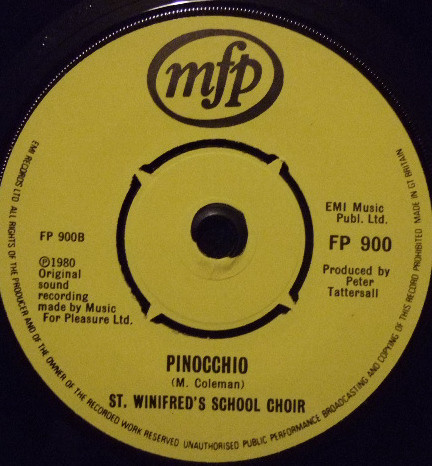 mfp
EMI Music
Publ. Ltd.
FP 900B
FP 900
℗1980
Original
sound
recording
made by Music
For Pleasure Ltd.
Produced by
Peter
Tattersall
PINOCCHIO
(M. Coleman)
ST. WINIFRED'S SCHOOL CHOIR
EMI RECORDS LTD ALL RIGHTS OF THE PRODUCER AND OF THE OWNER OF THE RECORDED WORK RESERVED UNAUTHORISED PUBLIC PERFORMANCE BROADCASTING AND COPYING OF THIS RECORD PROHIBITED MADE IN GT BRITAIN